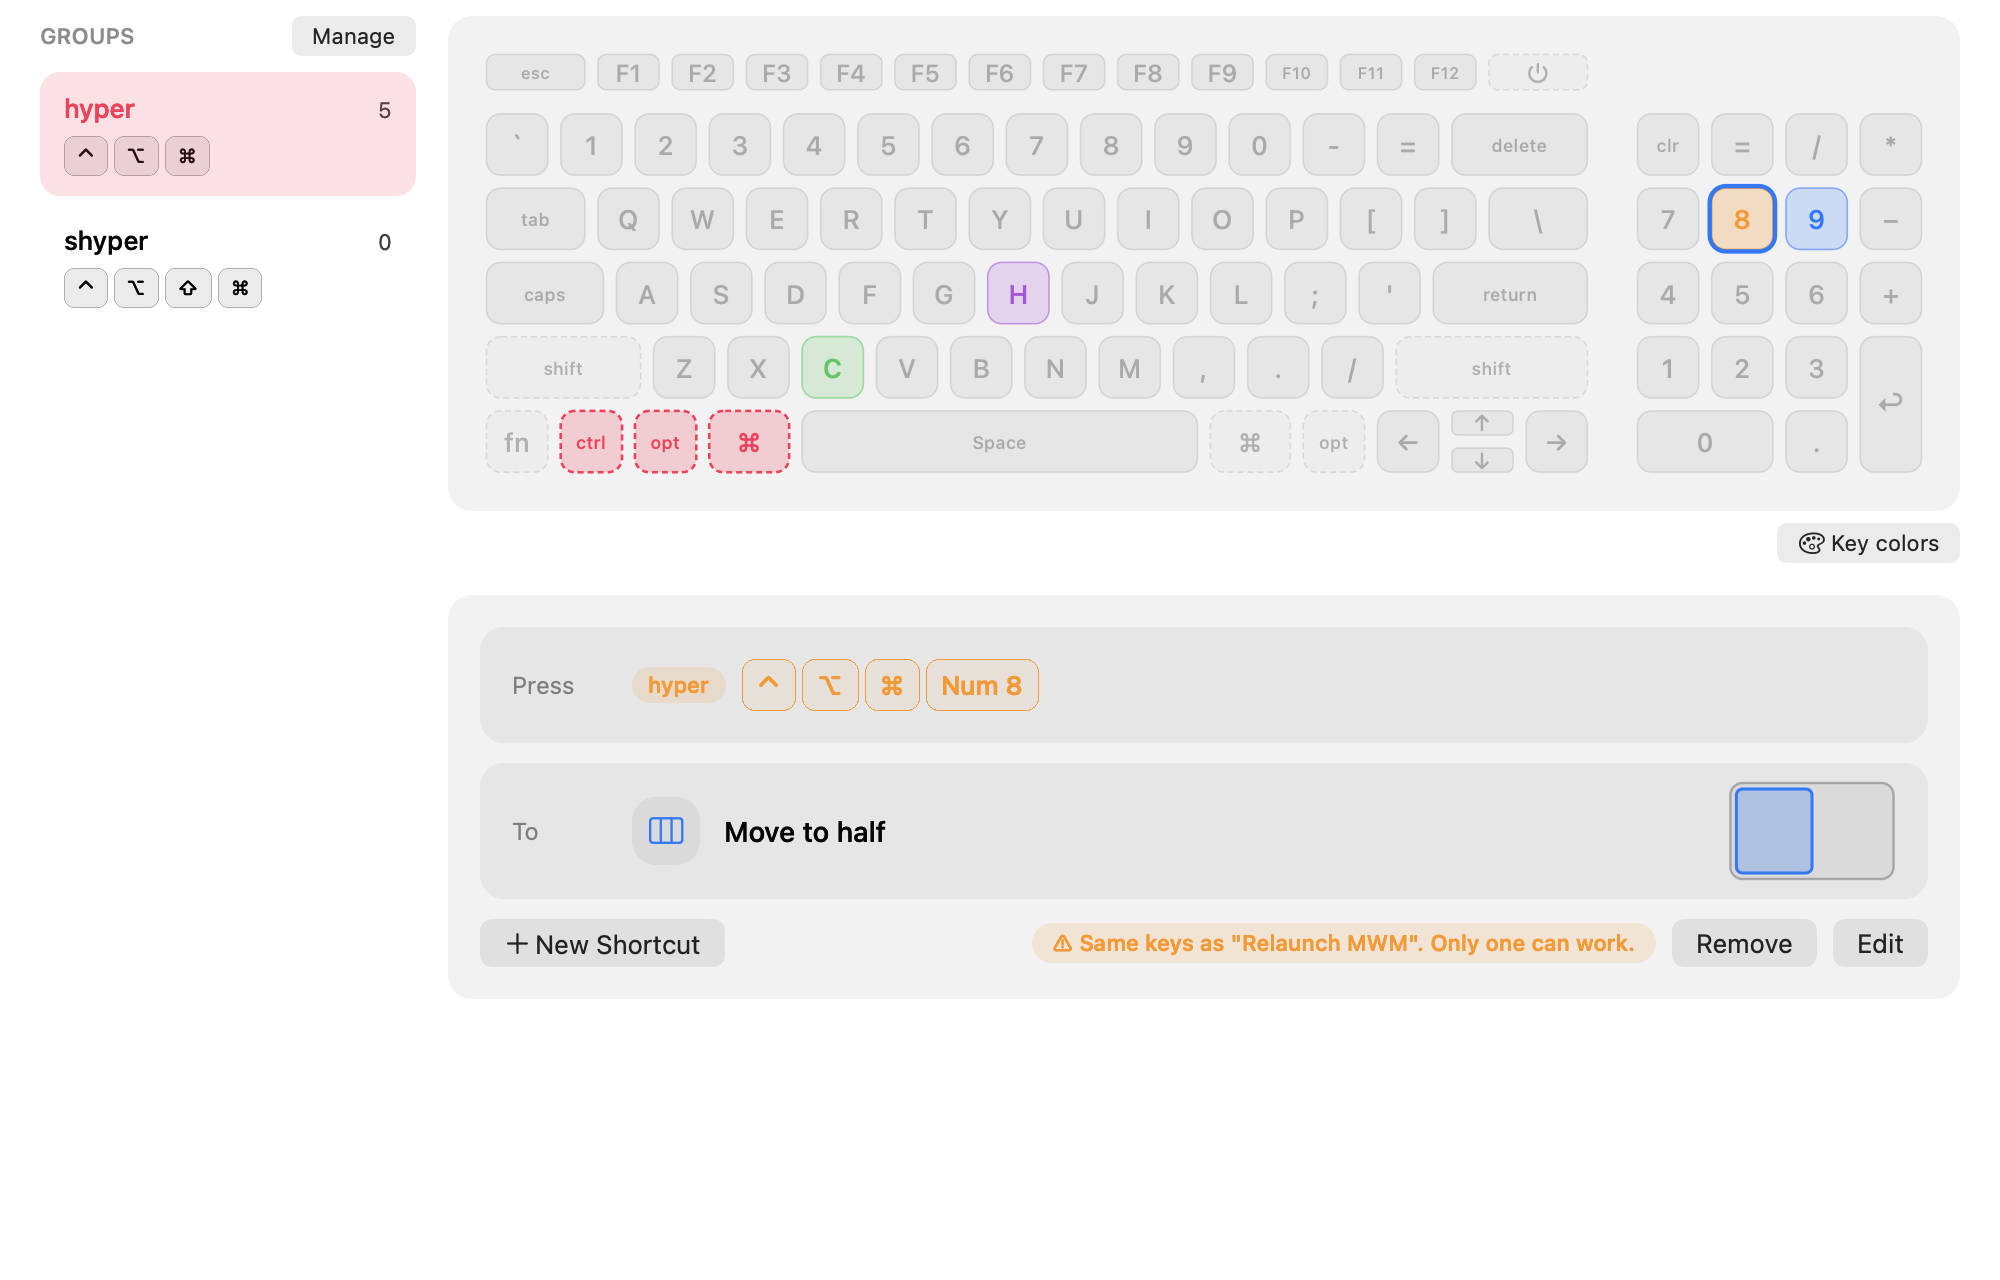 GROUPS Manage
hyper 5
^ ⌥ ⌘
shyper 0
^ ⌥ ⇧ ⌘
esc F1 F2 F3 F4 F5 F6 F7 F8 F9 F10 F11 F12
` 1 2 3 4 5 6 7 8 9 0 - = delete clr = / *
tab Q W E R T Y U I O P [ ] \ 7 8 9 −
caps A S D F G H J K L ; ' return 4 5 6 +
shift Z X C V B N M , . / shift 1 2 3 ↩
fn ctrl opt ⌘ Space ⌘ opt ← ↑ ↓ → 0 .
Key colors
Press hyper ^ ⌥ ⌘ Num 8
To Move to half
+ New Shortcut Same keys as "Relaunch MWM". Only one can work. Remove Edit